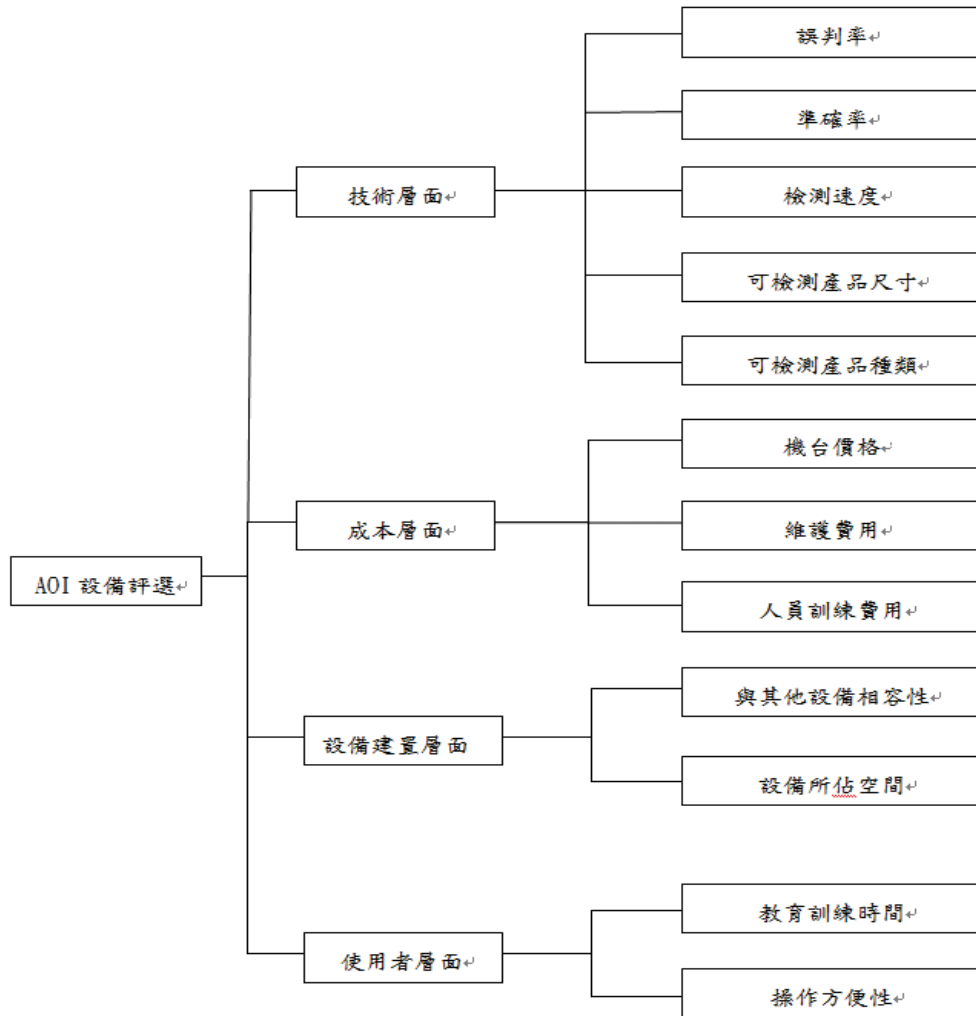 誤判率
準確率
技術層面
檢測速度
可檢測產品尺寸
可檢測產品種類
機台價格
成本層面
維護費用
AOI 設備評選
人員訓練費用
與其他設備相容性
設備建置層面
設備所佔空間
教育訓練時間
使用者層面
操作方便性